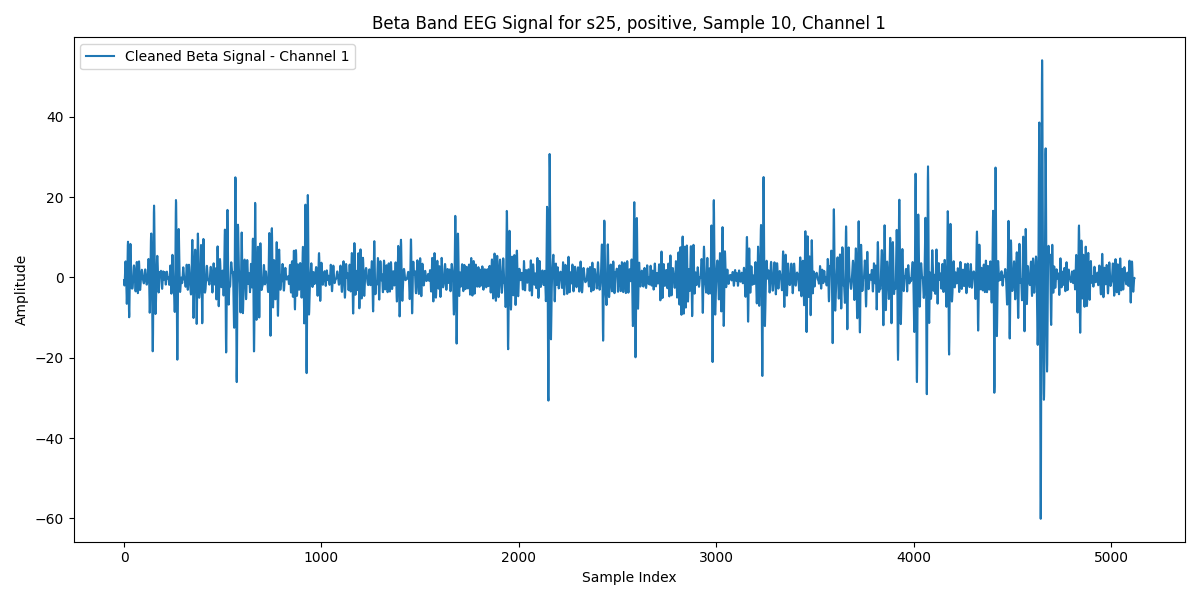 Beta Band EEG Signal for s25, positive, Sample 10, Channel 1
Cleaned Beta Signal - Channel 1
Amplitude
40
20
0
−20
−40
−60
0 1000 2000 3000 4000 5000
Sample Index